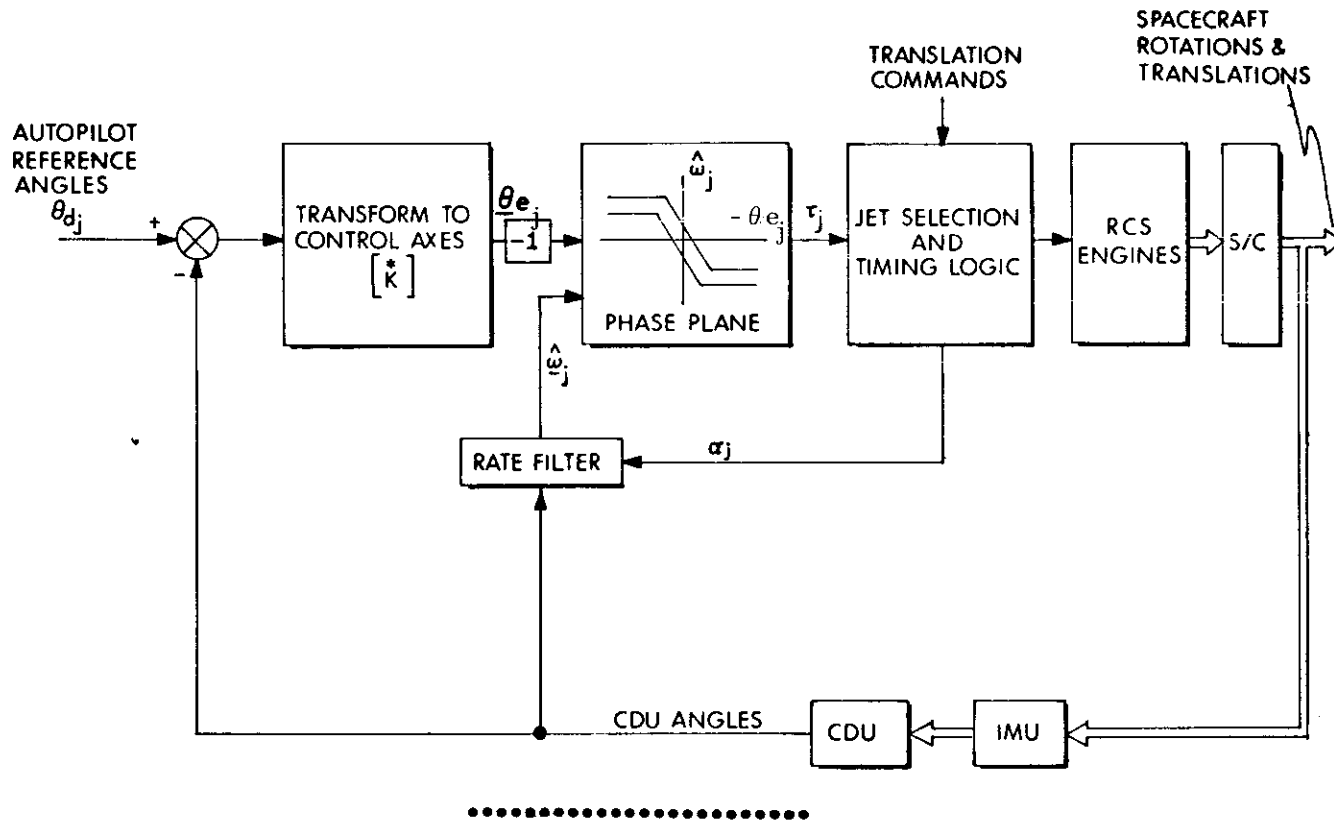 SPACECRAFT
ROTATIONS &
TRANSLATIONS
TRANSLATION
COMMANDS
AUTOPILOT
REFERENCE
ANGLES
θdj
+
-
TRANSFORM TO
CONTROL AXES
[K*]
θej
-1
ω̂j
-θej
PHASE PLANE
τj
JET SELECTION
AND
TIMING LOGIC
RCS
ENGINES
S/C
ω̂j
RATE FILTER
αj
CDU ANGLES
CDU
IMU